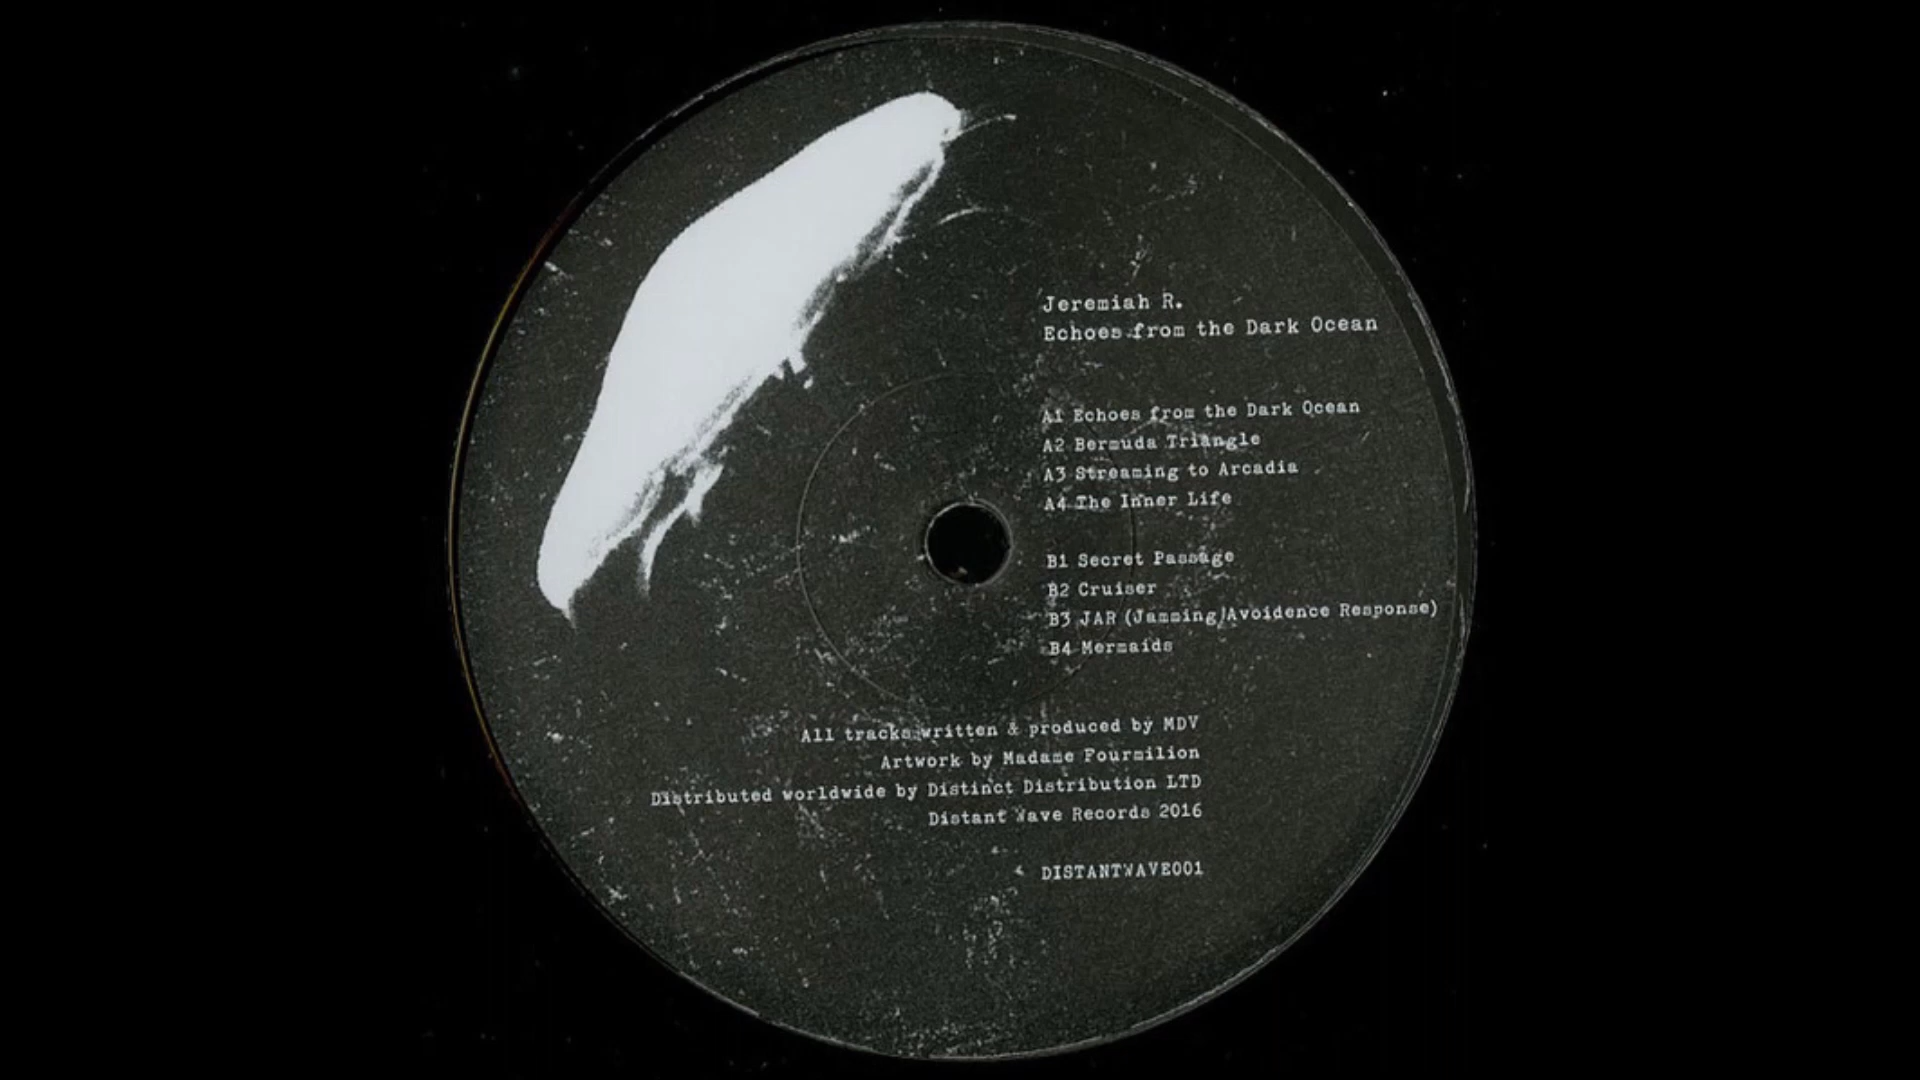 Jeremiah R.
Echoes from the Dark Ocean
A1 Echoes from the Dark Ocean
A2 Bermuda Triangle
A3 Streaming to Arcadia
A4 The Inner Life
B1 Secret Passage
B2 Cruiser
B3 JAR (Jamming Avoidence Response)
B4 Mermaids
All tracks written & produced by MDV
Artwork by Madame Fourmilion
Distributed worldwide by Distinct Distribution LTD
Distant Wave Records 2016
DISTANTWAVE001